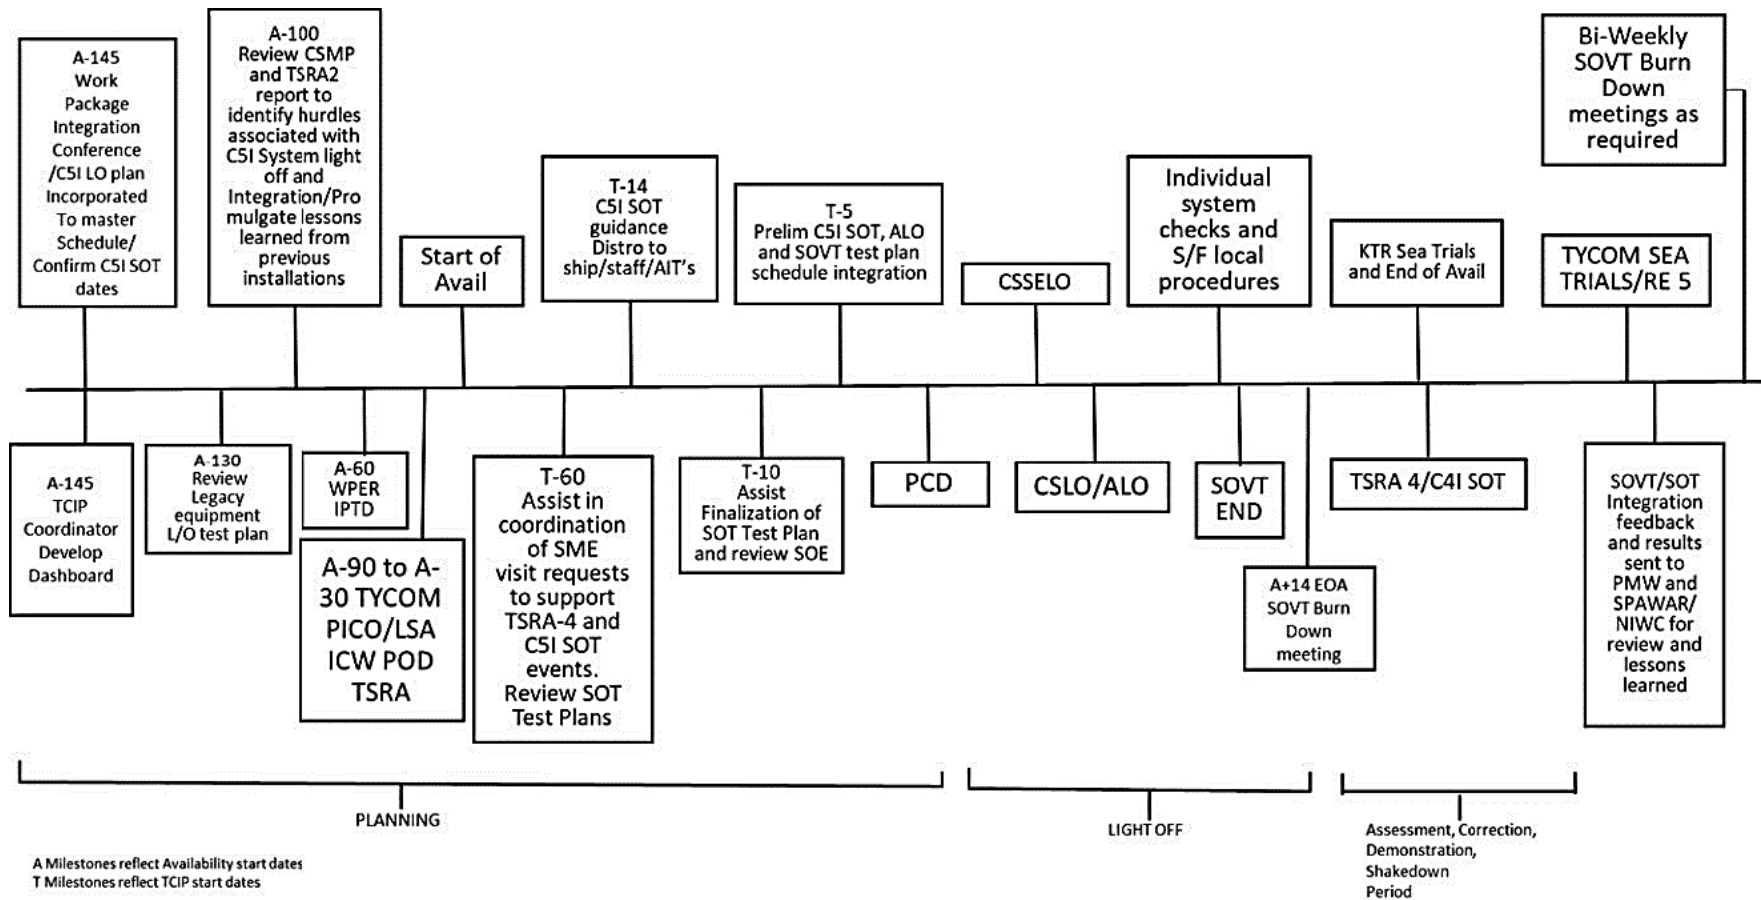 A-145
Work
Package
Integration
Conference
/C5I LO plan
Incorporated
To master
Schedule/
Confirm C5I SOT
dates
A-100
Review CSMP
and TSRA2
report to
identify hurdles
associated with
C5I System light
off and
Integration/Pro
mulgate lessons
learned from
previous
installations
Start of
Avail
T-14
C5I SOT
guidance
Distro to
ship/staff/AIT's
T-5
Prelim C5I SOT, ALO
and SOVT test plan
schedule integration
CSSELO
Individual
system
checks and
S/F local
procedures
KTR Sea Trials
and End of Avail
TYCOM SEA
TRIALS/RE 5
Bi-Weekly
SOVT Burn
Down
meetings as
required
A-145
TCIP
Coordinator
Develop
Dashboard
A-130
Review
Legacy
equipment
L/O test plan
A-60
WPER
IPTD
A-90 to A-
30 TYCOM
PICO/LSA
ICW POD
TSRA
T-60
Assist in
coordination
of SME
visit requests
to support
TSRA-4 and
C5I SOT
events.
Review SOT
Test Plans
T-10
Assist
Finalization of
SOT Test Plan
and review SOE
PCD
CSLO/ALO
SOVT
END
A+14 EOA
SOVT Burn
Down
meeting
TSRA 4/C4I SOT
SOVT/SOT
Integration
feedback
and results
sent to
PMW and
SPAWAR/
NIWC for
review and
lessons
learned
PLANNING
LIGHT OFF
Assessment, Correction,
Demonstration,
Shakedown
Period
A Milestones reflect Availability start dates
T Milestones reflect TCIP start dates